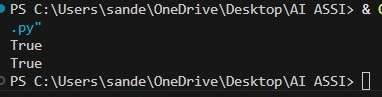 PS C:\Users\sande\OneDrive\Desktop\AI ASSI> &
.py"
True
True
PS C:\Users\sande\OneDrive\Desktop\AI ASSI>